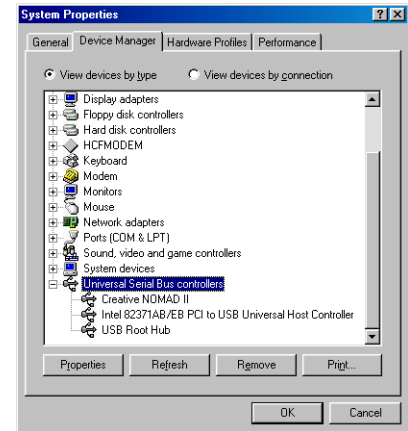 System Properties
General Device Manager Hardware Profiles Performance
View devices by type View devices by connection
Display adapters
Floppy disk controllers
Hard disk controllers
HCFMODEM
Keyboard
Modem
Monitors
Mouse
Network adapters
Ports (COM & LPT)
Sound, video and game controllers
System devices
Universal Serial Bus controllers
Creative NOMAD II
Intel 82371AB/EB PCI to USB Universal Host Controller
USB Root Hub
Properties Refresh Remove Print...
OK Cancel